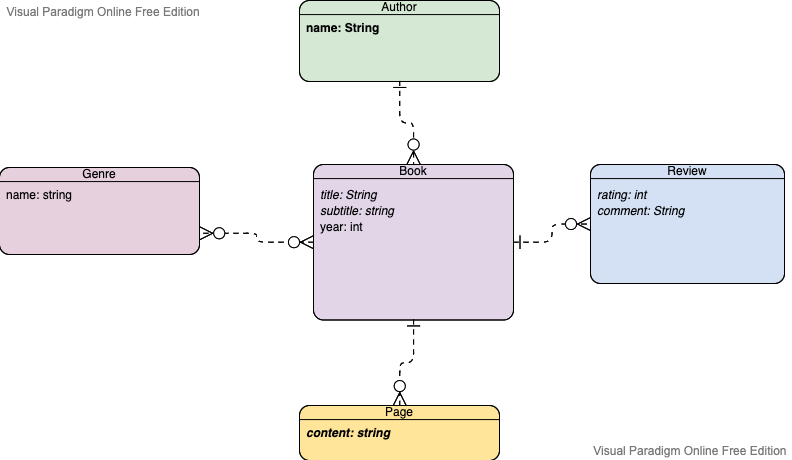 Visual Paradigm Online Free Edition
Author
name: String
Genre
name: string
Book
title: String
subtitle: string
year: int
Review
rating: int
comment: String
Page
content: string
Visual Paradigm Online Free Edition